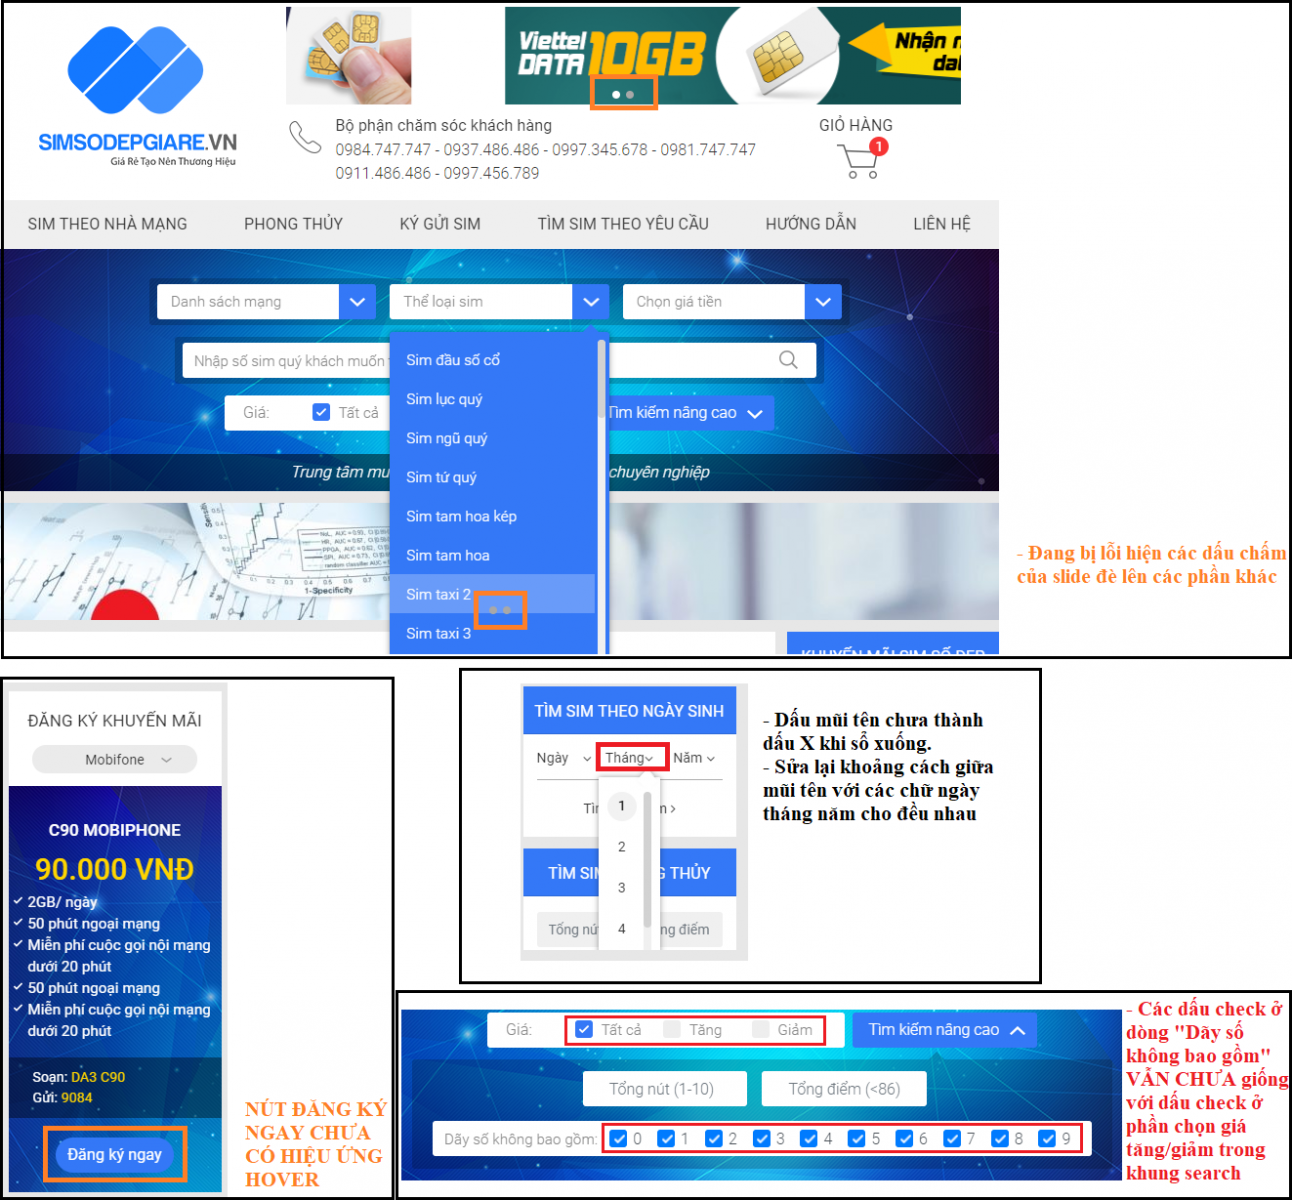 Viettel
DATA 10GB
Nhận
SIMSODEPGIARE.VN
Giá Rẻ Tạo Nên Thương Hiệu
Bộ phận chăm sóc khách hàng
0984.747.747 - 0937.486.486 - 0997.345.678 - 0981.747.747
0911.486.486 - 0997.456.789
GIỎ HÀNG
1
SIM THEO NHÀ MẠNG PHONG THỦY KÝ GỬI SIM TÌM SIM THEO YÊU CẦU HƯỚNG DẪN LIÊN HỆ
Danh sách mạng Thể loại sim Chọn giá tiền
Nhập số sim quý khách muốn
Giá: Tất cả Tìm kiếm nâng cao
Trung tâm chuyên nghiệp
Sim đầu số cổ
Sim lục quý
Sim ngũ quý
Sim tứ quý
Sim tam hoa kép
Sim tam hoa
Sim taxi 2
Sim taxi 3
1-Specificity
KHUYẾN MÃI SIM SỐ ĐẸP
- Đang bị lỗi hiện các dấu chấm
của slide đè lên các phần khác
ĐĂNG KÝ KHUYẾN MÃI
Mobifone
C90 MOBIPHONE
90.000 VNĐ
2GB/ ngày
50 phút ngoại mạng
Miễn phí cuộc gọi nội mạng
dưới 20 phút
50 phút ngoại mạng
Miễn phí cuộc gọi nội mạng
dưới 20 phút
Soạn: DA3 C90
Gửi: 9084
Đăng ký ngay
NÚT ĐĂNG KÝ
NGAY CHƯA
CÓ HIỆU ỨNG
HOVER
TÌM SIM THEO NGÀY SINH
Ngày Tháng Năm
1
2
3
4
TÌM THỦY
Tổng điểm
- Dấu mũi tên chưa thành
dấu X khi sổ xuống.
- Sửa lại khoảng cách giữa
mũi tên với các chữ ngày
tháng năm cho đều nhau
Giá: Tất cả Tăng Giảm Tìm kiếm nâng cao
Tổng nút (1-10) Tổng điểm (<86)
Dãy số không bao gồm: 0 1 2 3 4 5 6 7 8 9
- Các dấu check ở
dòng "Dãy số
không bao gồm"
VẪN CHƯA giống
với dấu check ở
phần chọn giá
tăng/giảm trong
khung search